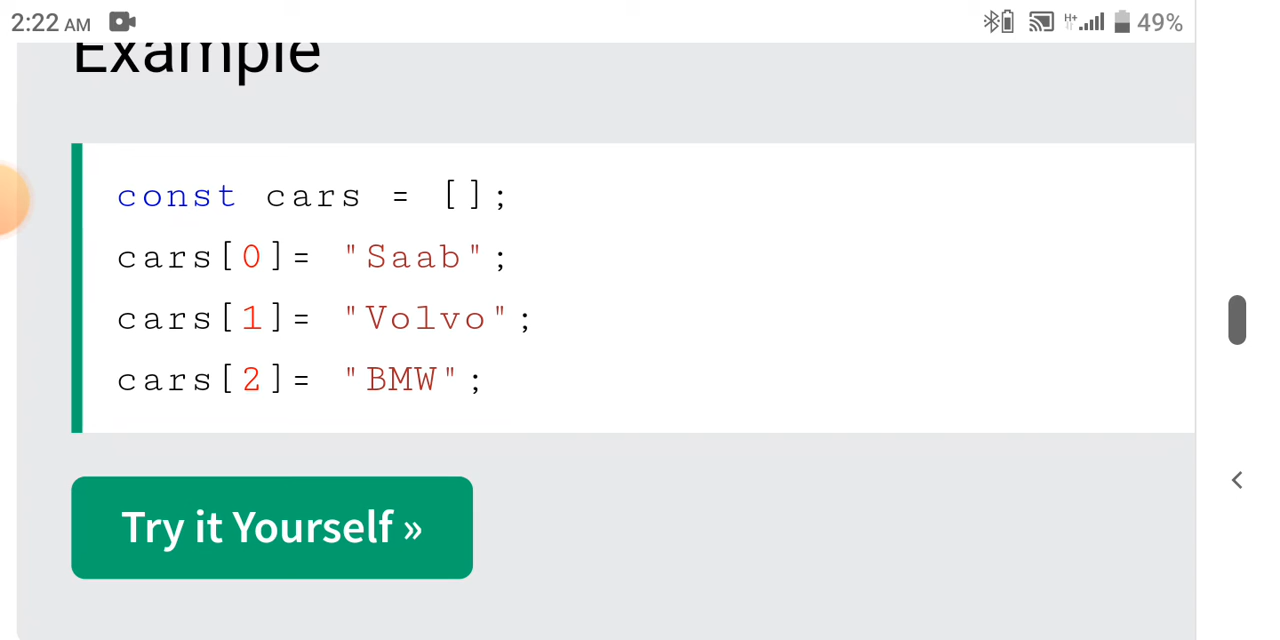 2:22 AM 49%
Example
const cars = [];
cars[0]= "Saab";
cars[1]= "Volvo";
cars[2]= "BMW";
Try it Yourself »